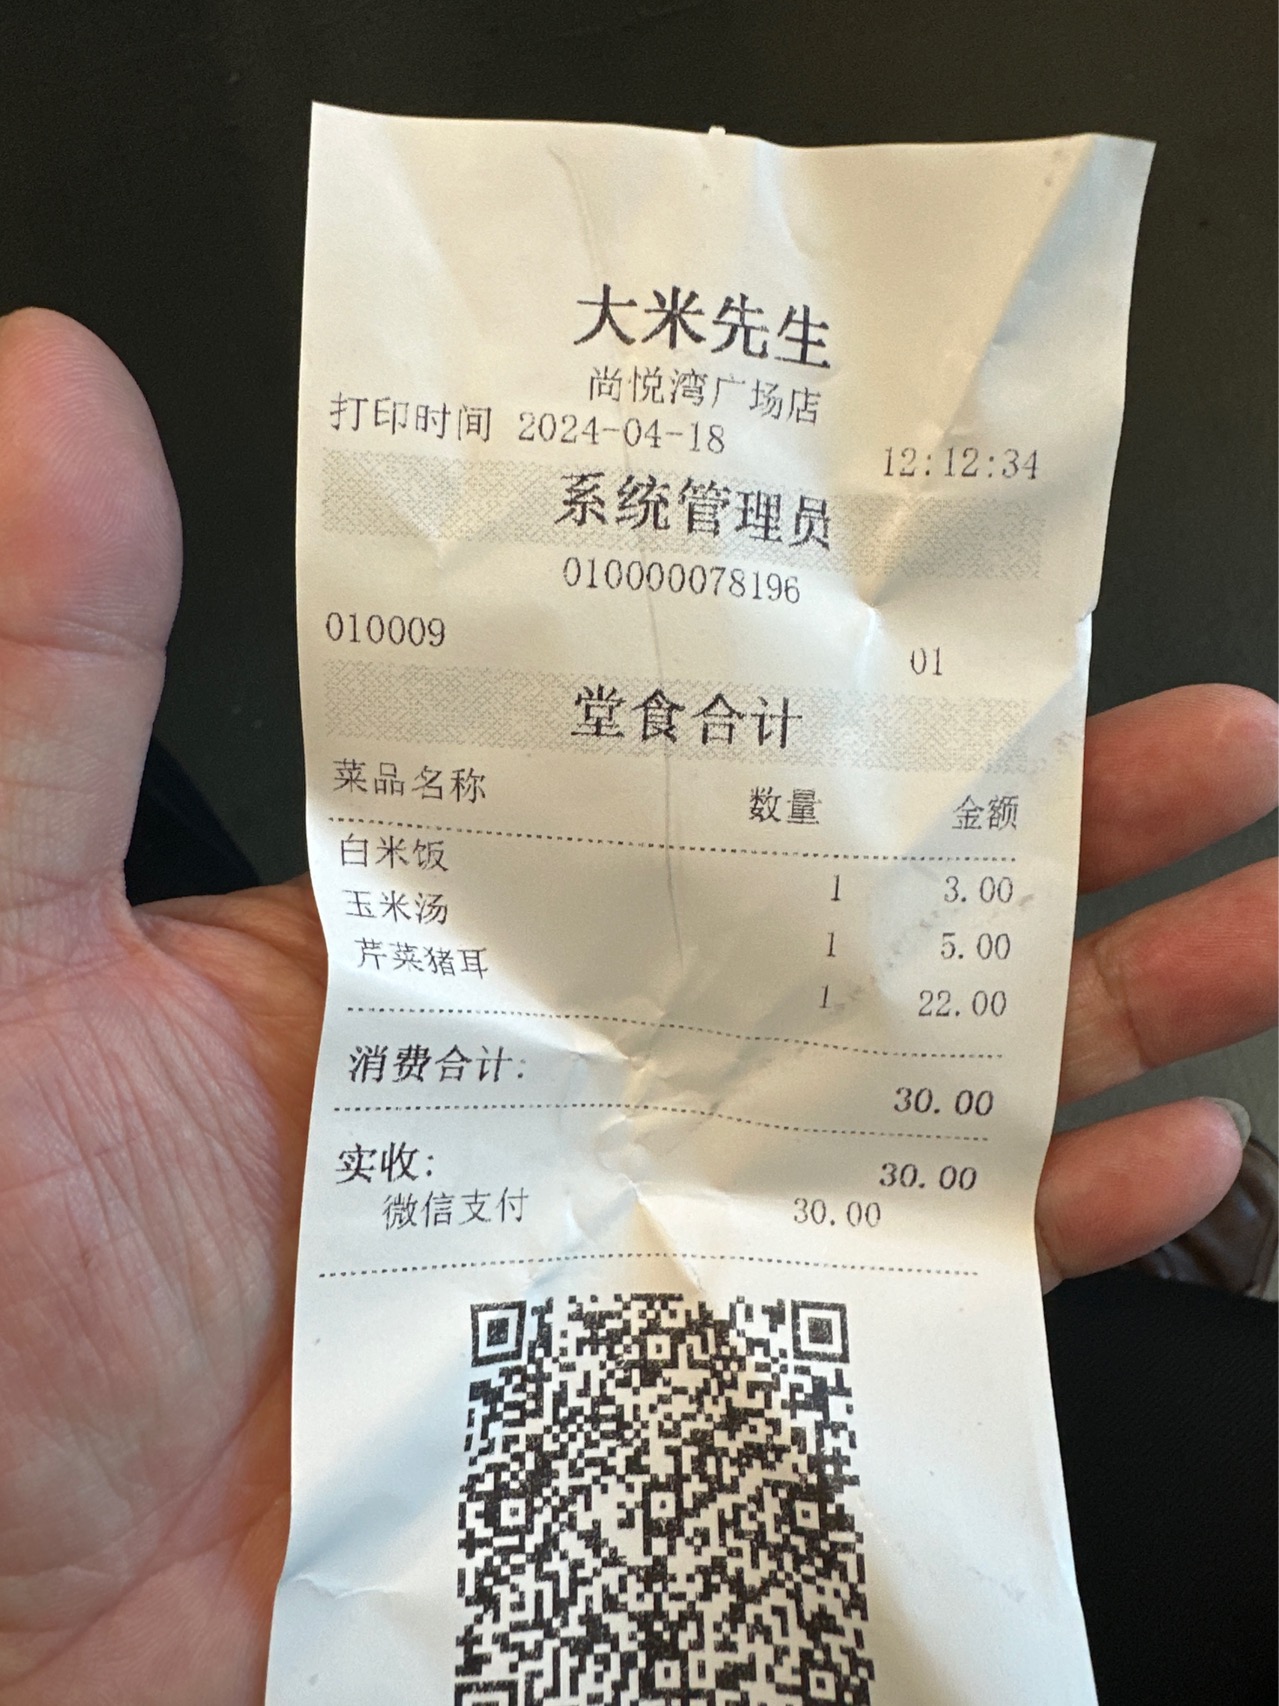 大米先生
尚悦湾广场店
打印时间 2024-04-18 12:12:34
系统管理员
010000078196
010009 01
堂食合计
菜品名称 数量 金额
白米饭 1 3.00
玉米汤 1 5.00
芹菜猪耳 1 22.00
消费合计: 30.00
实收: 30.00
微信支付 30.00